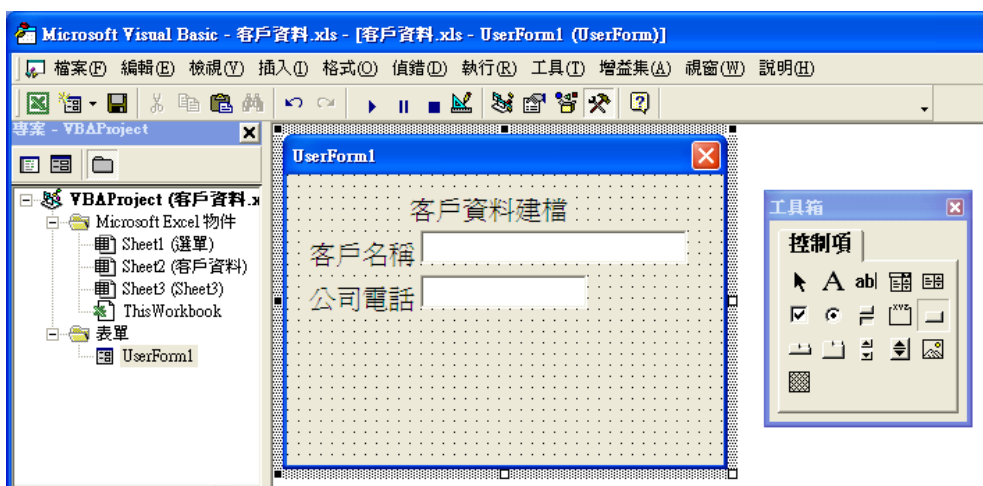 Microsoft Visual Basic - 客戶資料.xls - [客戶資料.xls - UserForm1 (UserForm)]
檔案(F) 編輯(E) 檢視(V) 插入(I) 格式(O) 偵錯(D) 執行(R) 工具(T) 增益集(A) 視窗(W) 說明(H)
專案 - VBAProject
VBAProject (客戶資料.x
Microsoft Excel 物件
Sheet1 (選單)
Sheet2 (客戶資料)
Sheet3 (Sheet3)
ThisWorkbook
表單
UserForm1
UserForm1
客戶資料建檔
客戶名稱
公司電話
工具箱
控制項
A ab|
xyz